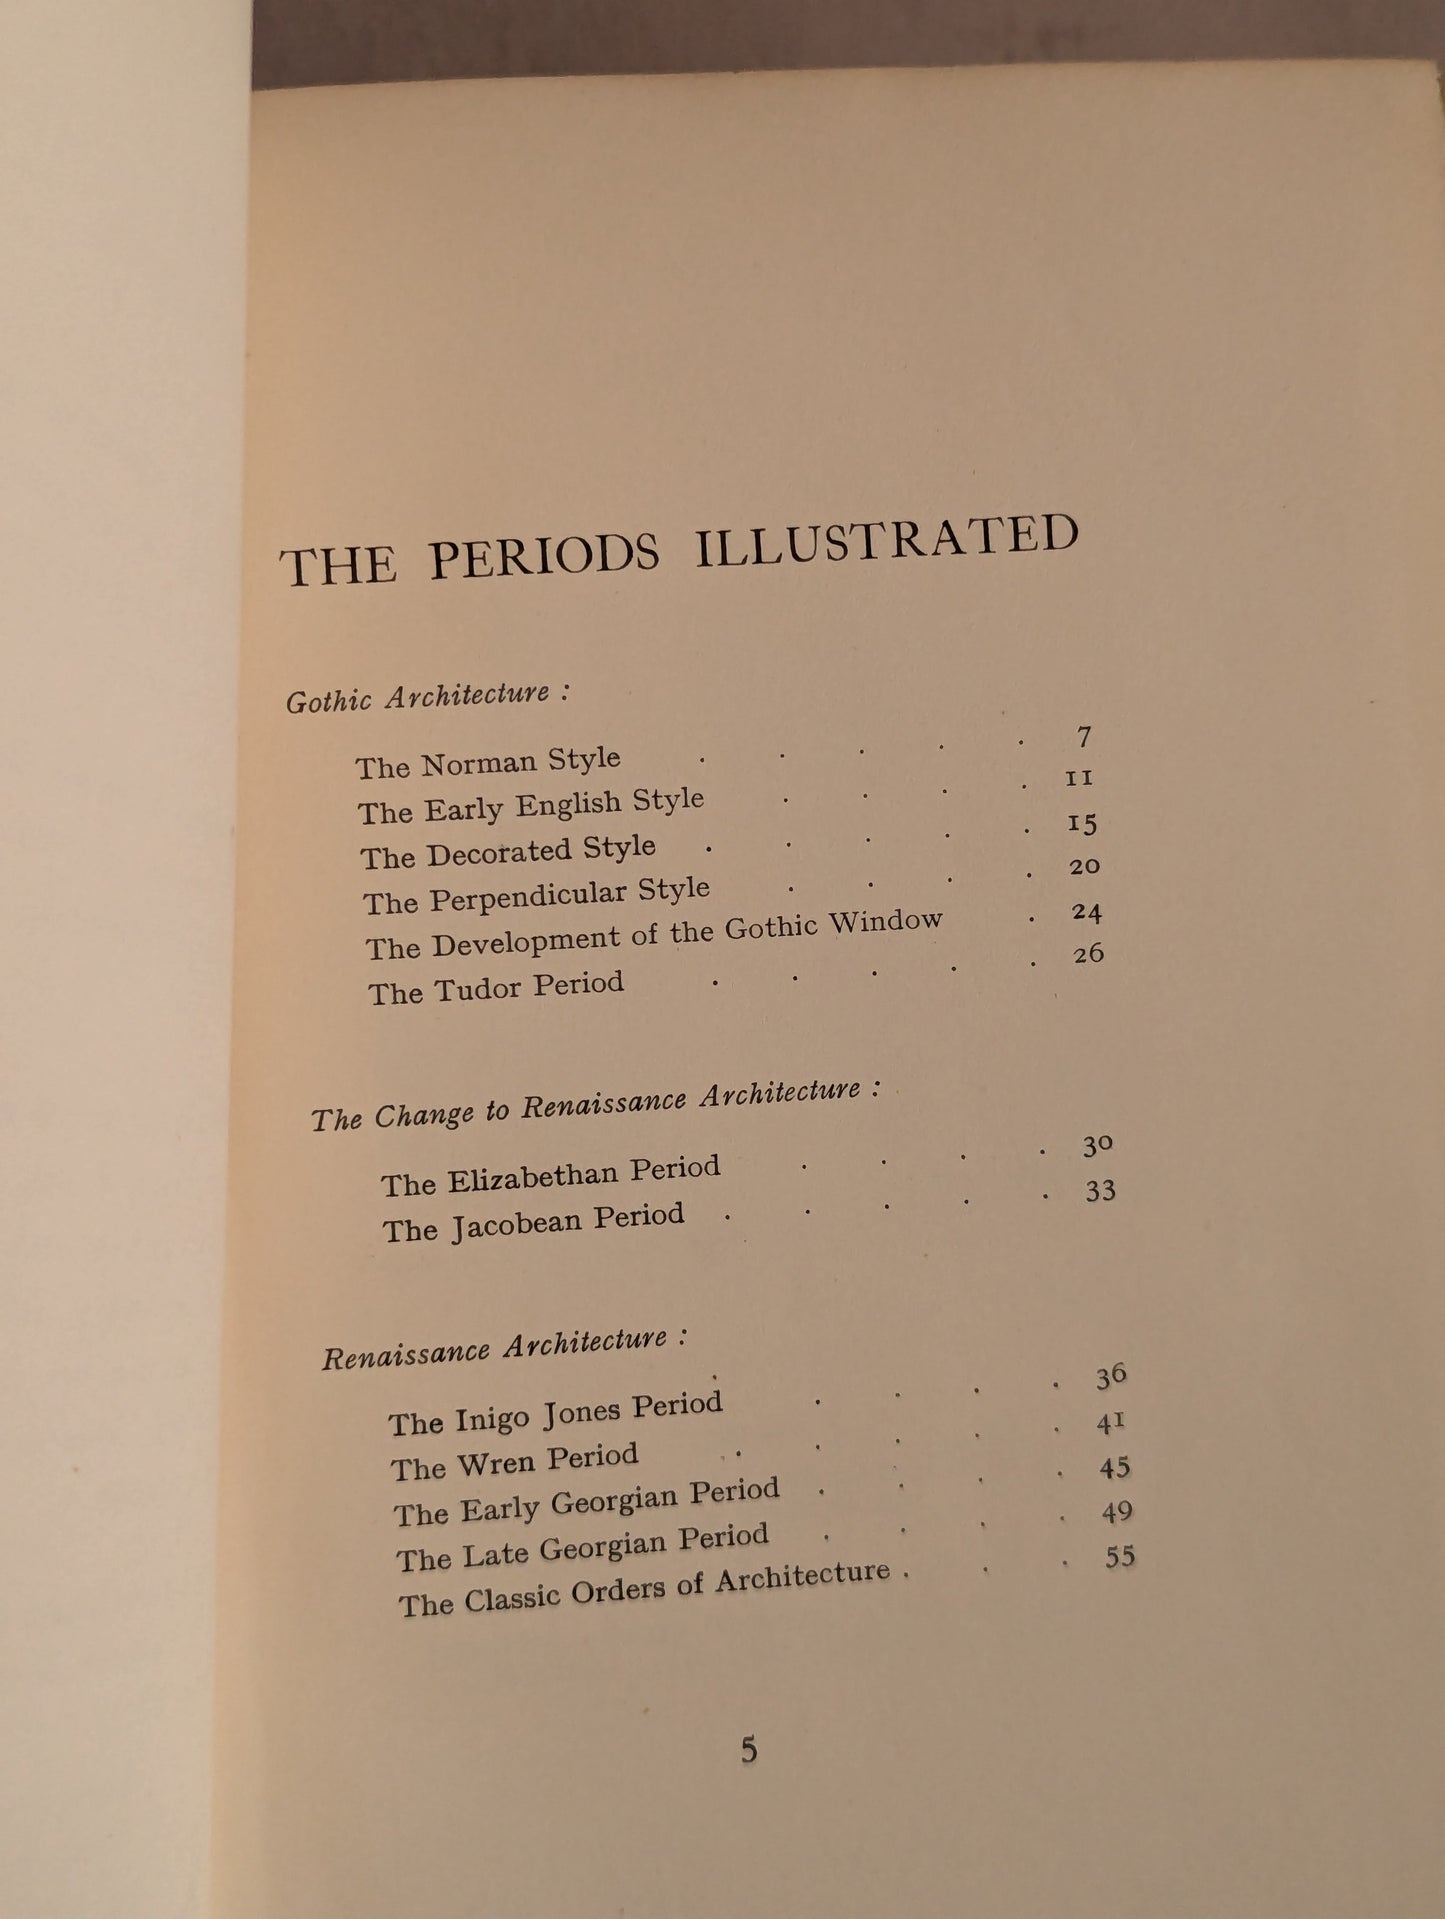 THE PERIODS ILLUSTRATED
Gothic Architecture :
The Norman Style . . . . . 7
The Early English Style . . . . 11
The Decorated Style . . . . . 15
The Perpendicular Style . . . . 20
The Development of the Gothic Window . 24
The Tudor Period . . . . . 26
The Change to Renaissance Architecture :
The Elizabethan Period . . . . 30
The Jacobean Period . . . . . 33
Renaissance Architecture :
The Inigo Jones Period . . . . 36
The Wren Period . . . . . 41
The Early Georgian Period . . . . 45
The Late Georgian Period . . . . 49
The Classic Orders of Architecture . . . 55
5